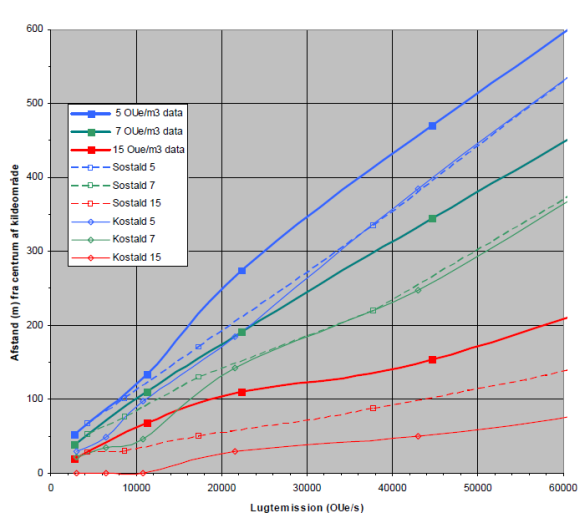 600
500
400
300
200
100
0
Afstand (m) fra centrum af kildeområde
5 OUe/m3 data
7 OUe/m3 data
15 Oue/m3 data
Sostald 5
Sostald 7
Sostald 15
Kostald 5
Kostald 7
Kostald 15
0 10000 20000 30000 40000 50000 60000
Lugtemission (OUe/s)